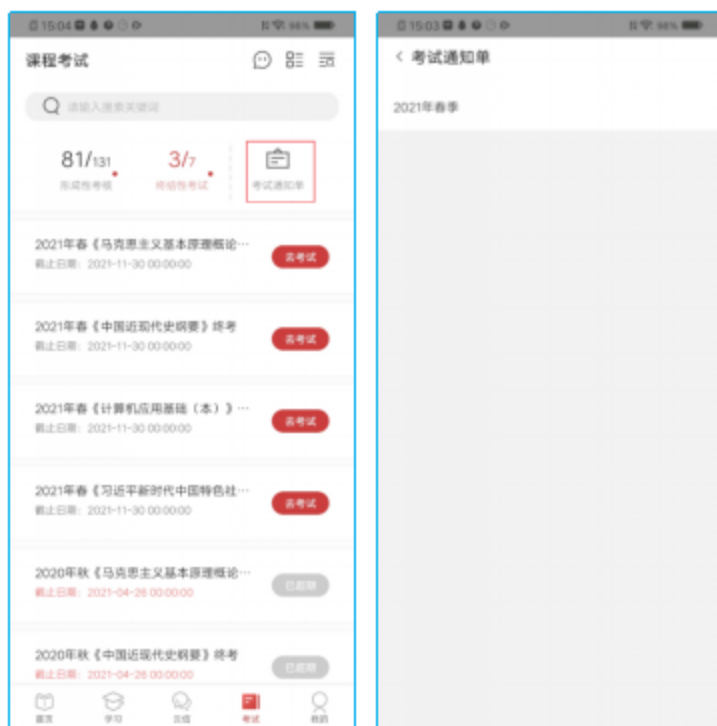 15:04
98%
课程考试
请输入搜索关键词
81/131
3/7
形成性考核
终结性考试
考试通知单
2021年春《马克思主义基本原理概论…
截止日期：2021-11-30 00:00:00
去考试
2021年春《中国近现代史纲要》终考
截止日期：2021-11-30 00:00:00
去考试
2021年春《计算机应用基础（本）》…
截止日期：2021-11-30 00:00:00
去考试
2021年春《习近平新时代中国特色社…
截止日期：2021-11-30 00:00:00
去考试
2020年秋《马克思主义基本原理概论…
截止日期：2021-04-26 00:00:00
已超期
2020年秋《中国近现代史纲要》终考
截止日期：2021-04-26 00:00:00
已超期
首页
学习
考试
我的
15:03
98%
考试通知单
2021年春季